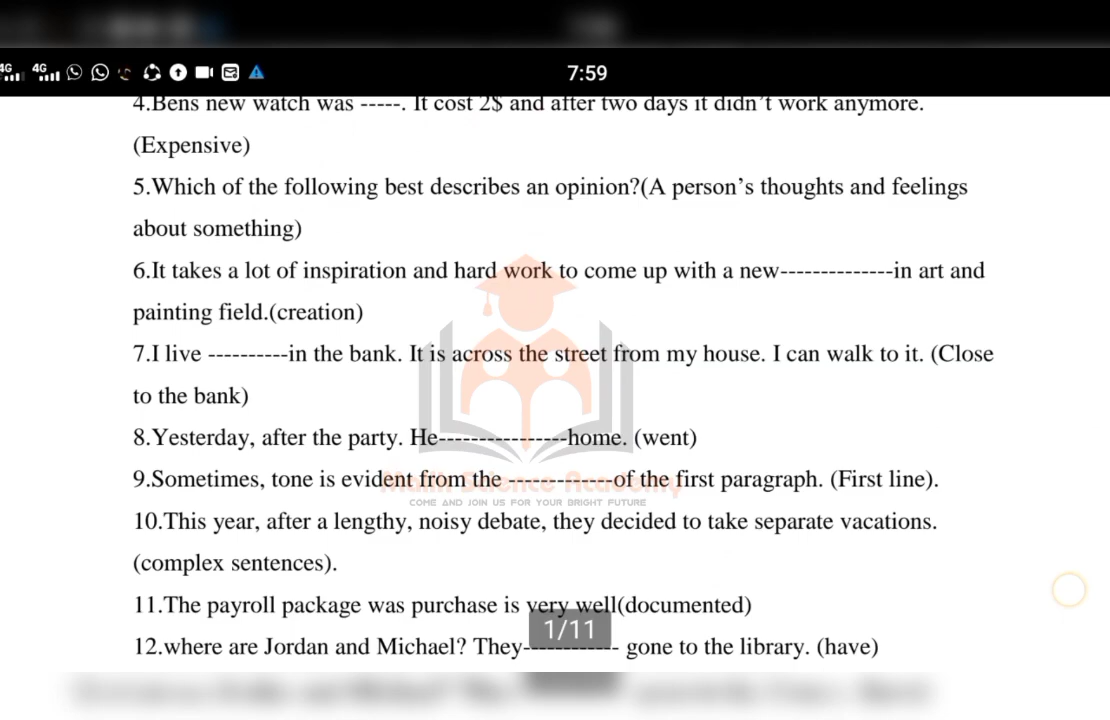 4G 4G 7:59
4.Bens new watch was -----. It cost 2$ and after two days it didn't work anymore.
(Expensive)
5.Which of the following best describes an opinion?(A person's thoughts and feelings
about something)
6.It takes a lot of inspiration and hard work to come up with a new--------------in art and
painting field.(creation)
7.I live ----------in the bank. It is across the street from my house. I can walk to it. (Close
to the bank)
8.Yesterday, after the party. He----------------home. (went)
9.Sometimes, tone is evident from the -------------of the first paragraph. (First line).
Malik Science Academy
COME AND JOIN US FOR YOUR BRIGHT FUTURE
10.This year, after a lengthy, noisy debate, they decided to take separate vacations.
(complex sentences).
11.The payroll package was purchase is very well(documented)
1/11
12.where are Jordan and Michael? They------------ gone to the library. (have)